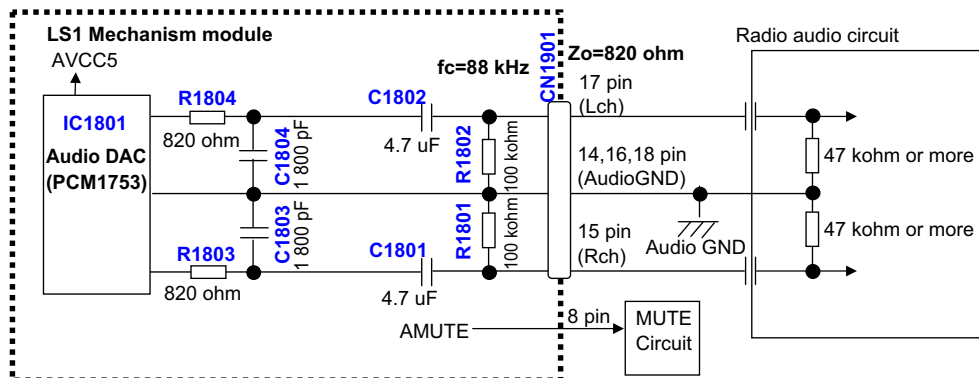 LS1 Mechanism module
AVCC5
IC1801
Audio DAC
(PCM1753)
R1804
820 ohm
C1804
1 800 pF
C1802
4.7 uF
fc=88 kHz
R1802
100 kohm
CN1901
Zo=820 ohm
17 pin
(Lch)
14,16,18 pin
(AudioGND)
Audio GND
15 pin
(Rch)
R1803
820 ohm
C1803
1 800 pF
C1801
4.7 uF
R1801
100 kohm
AMUTE
8 pin
MUTE
Circuit
Radio audio circuit
47 kohm or more
47 kohm or more